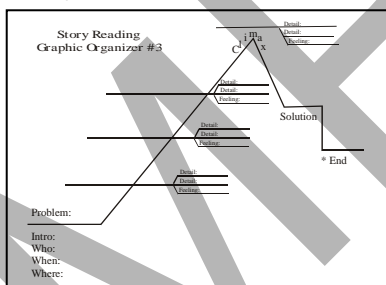 Story Reading
Graphic Organizer #3
Climax
Detail:
Detail:
Feeling:
Detail:
Detail:
Feeling:
Detail:
Detail:
Feeling:
Detail:
Detail:
Feeling:
Solution
* End
Problem:
Intro:
Who:
When:
Where: